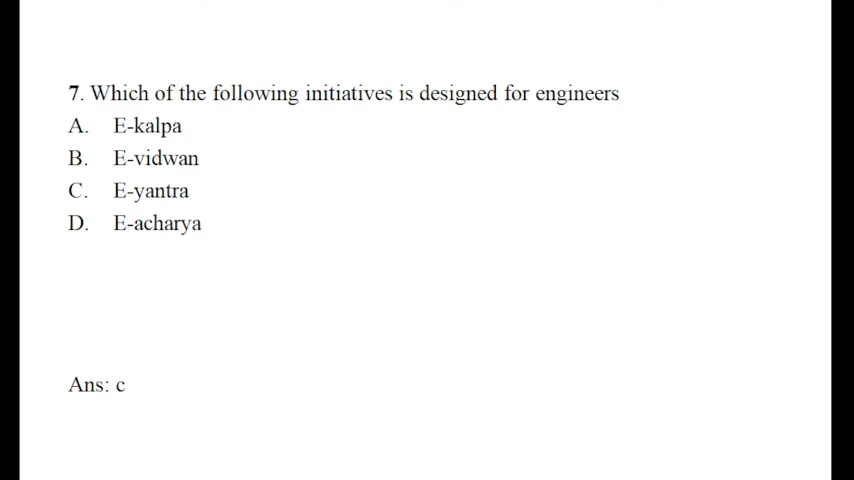 7. Which of the following initiatives is designed for engineers
A. E-kalpa
B. E-vidwan
C. E-yantra
D. E-acharya
Ans: c